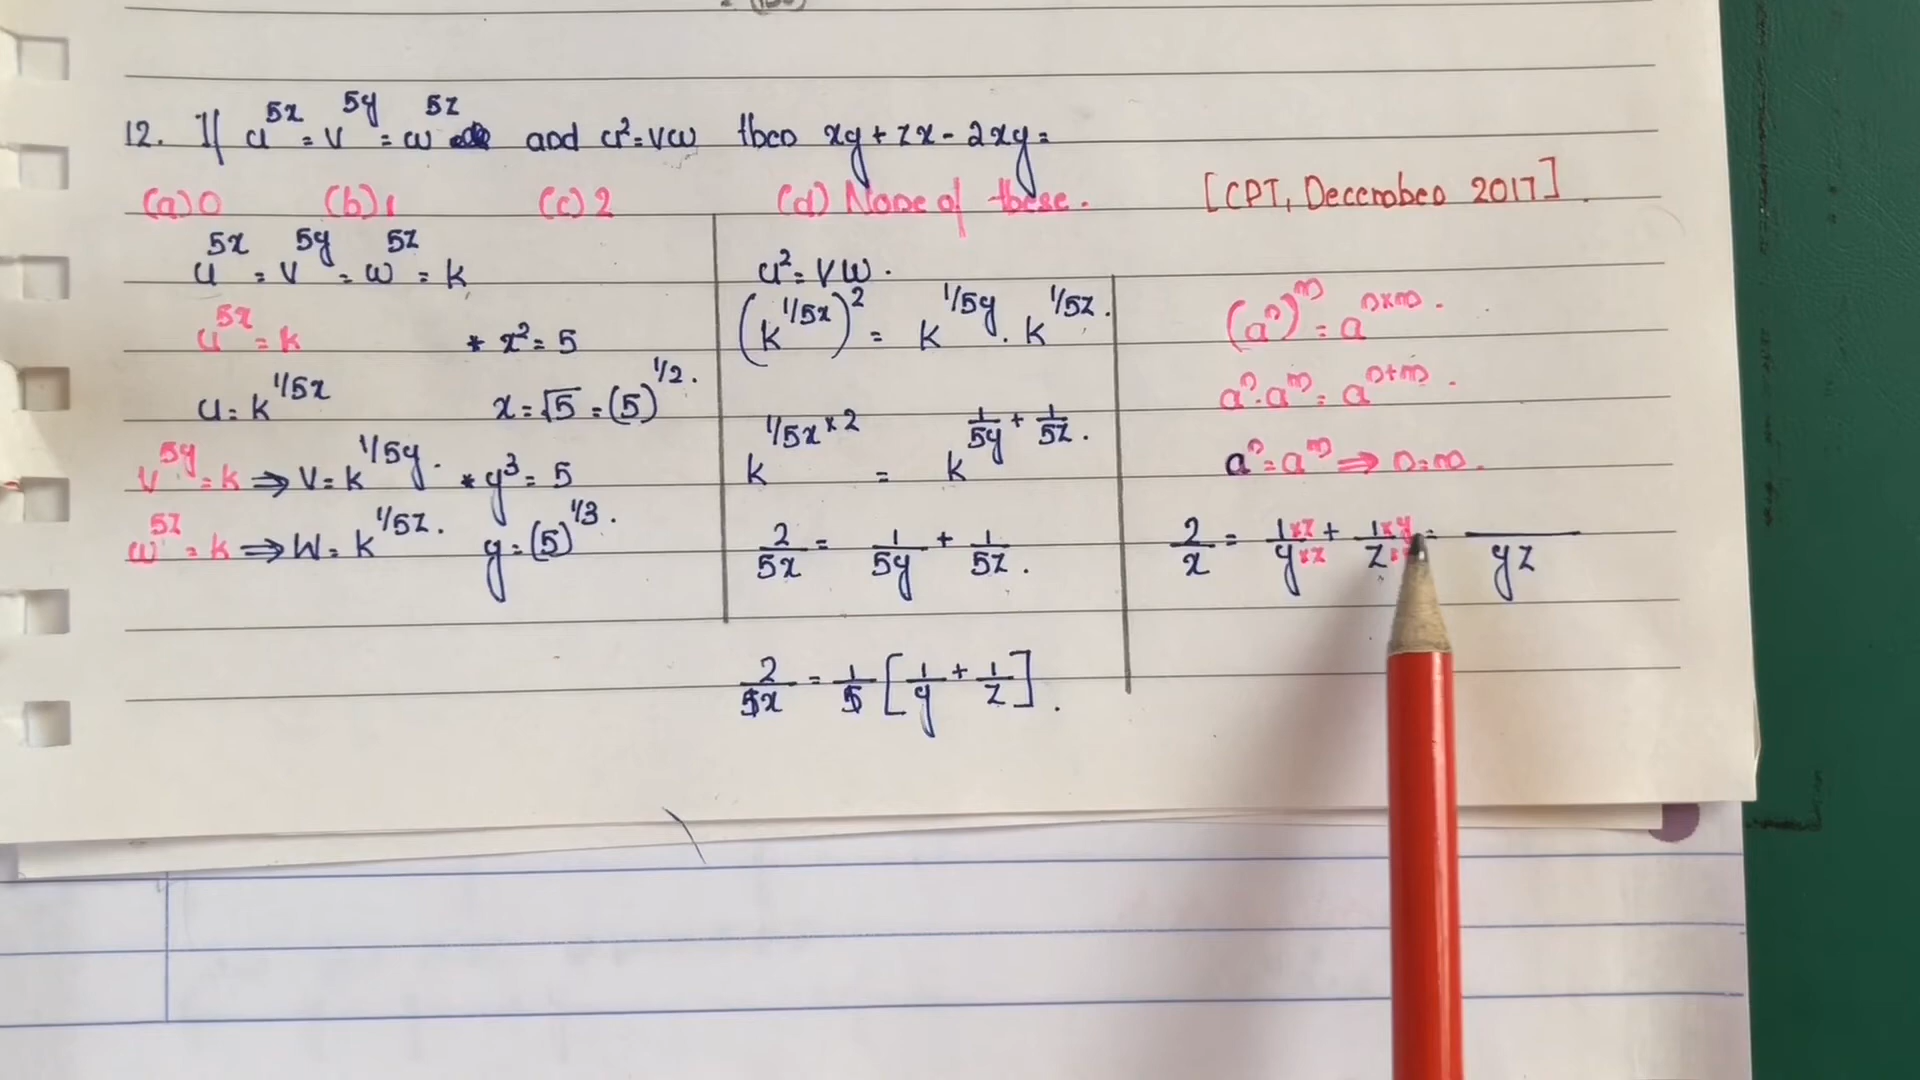 12. If u^5x = v^5y = w^5z and u² = vw then xy + zx - 2xy =
(a) 0 (b) 1 (c) 2 (d) None of these. [CPT, December 2017].
u^5x = v^5y = w^5z = k
u^5x = k * x² = 5
u = k^1/5x x = √5 = (5)^1/2.
v^5y = k ⇒ v = k^1/5y. * y³ = 5
w^5z = k ⇒ w = k^1/5z. y = (5)^1/3.
u² = vw.
(k^1/5x)² = k^1/5y . k^1/5z.
k^1/5x×2 = k^1/5y + 1/5z.
2/5x = 1/5y + 1/5z.
2/5x = 1/5 [1/y + 1/z].
(aⁿ)^m = a^n×m.
aⁿ.a^m = a^n+m.
aⁿ = a^m ⇒ n = m.
2/x = 1×z/y×z + 1×y/z× = /yz